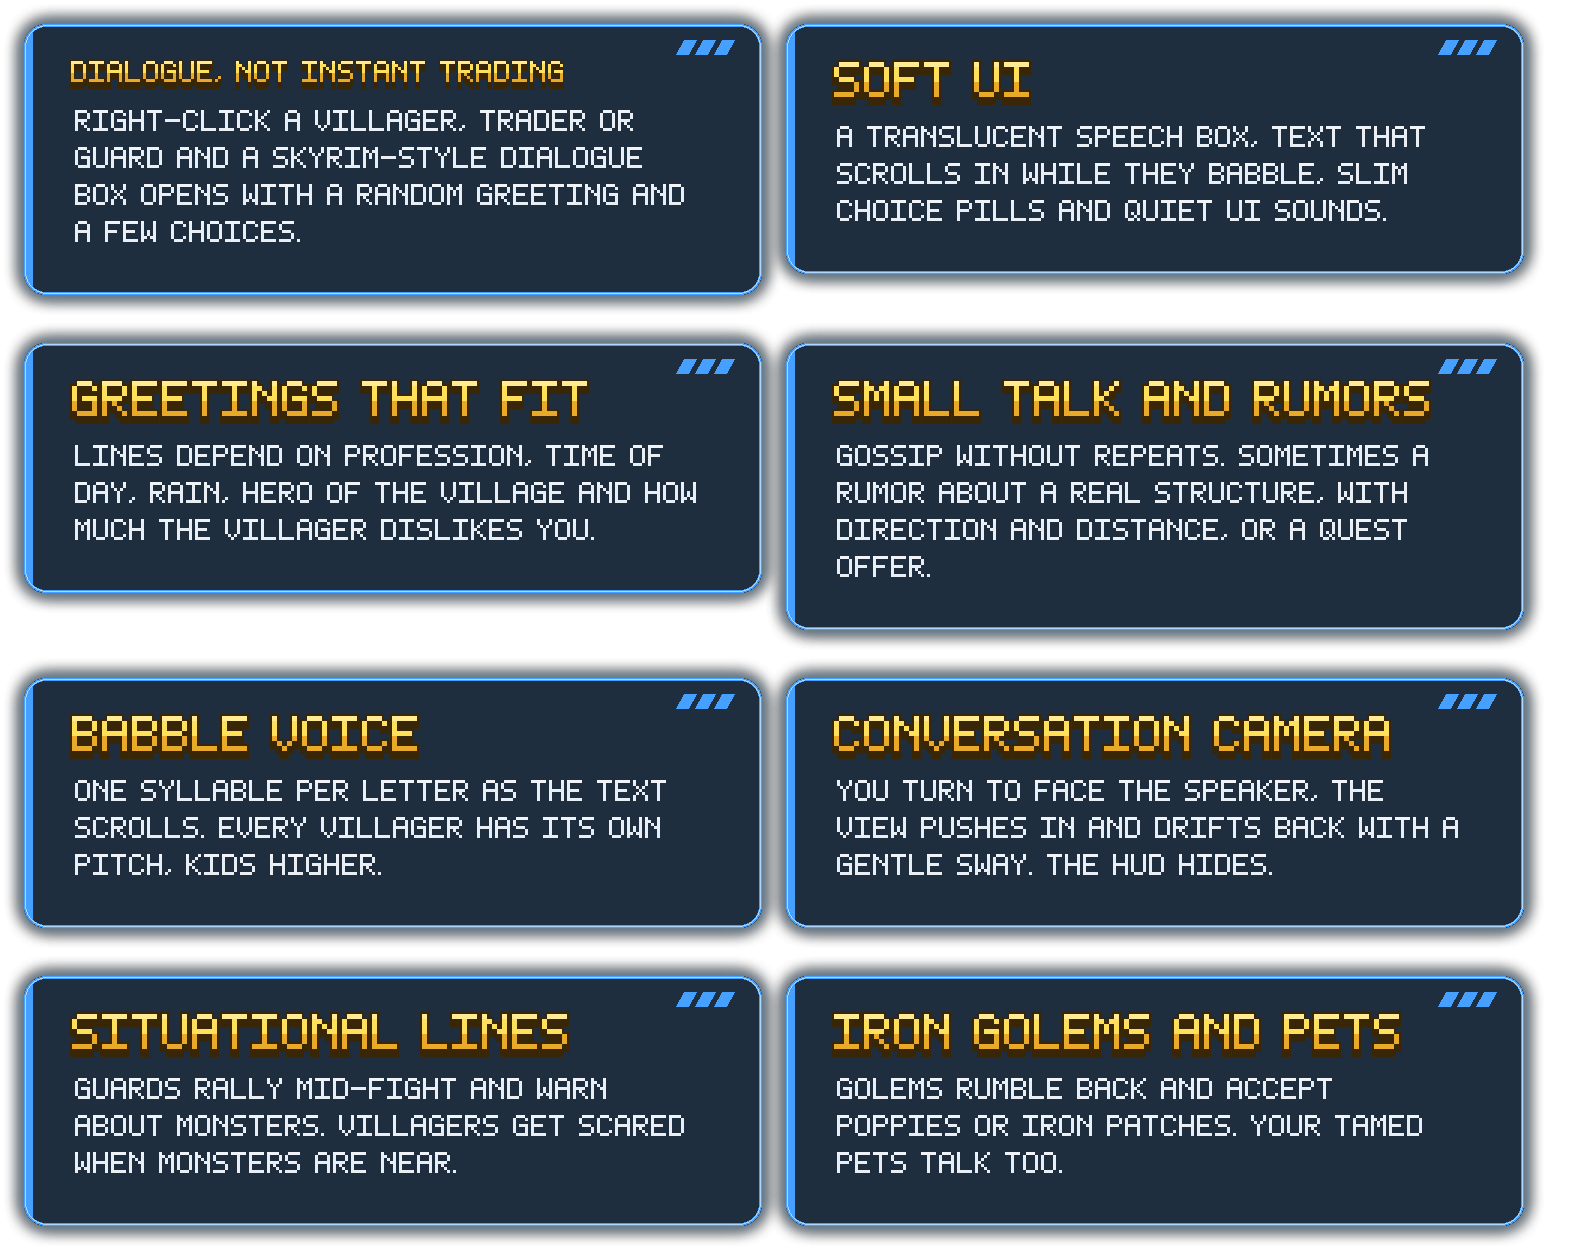 DIALOGUE, NOT INSTANT TRADING
RIGHT-CLICK A VILLAGER, TRADER OR
GUARD AND A SKYRIM-STYLE DIALOGUE
BOX OPENS WITH A RANDOM GREETING AND
A FEW CHOICES.
SOFT UI
A TRANSLUCENT SPEECH BOX, TEXT THAT
SCROLLS IN WHILE THEY BABBLE, SLIM
CHOICE PILLS AND QUIET UI SOUNDS.
GREETINGS THAT FIT
LINES DEPEND ON PROFESSION, TIME OF
DAY, RAIN, HERO OF THE VILLAGE AND HOW
MUCH THE VILLAGER DISLIKES YOU.
SMALL TALK AND RUMORS
GOSSIP WITHOUT REPEATS. SOMETIMES A
RUMOR ABOUT A REAL STRUCTURE, WITH
DIRECTION AND DISTANCE, OR A QUEST
OFFER.
BABBLE VOICE
ONE SYLLABLE PER LETTER AS THE TEXT
SCROLLS. EVERY VILLAGER HAS ITS OWN
PITCH, KIDS HIGHER.
CONVERSATION CAMERA
YOU TURN TO FACE THE SPEAKER, THE
VIEW PUSHES IN AND DRIFTS BACK WITH A
GENTLE SWAY. THE HUD HIDES.
SITUATIONAL LINES
GUARDS RALLY MID-FIGHT AND WARN
ABOUT MONSTERS. VILLAGERS GET SCARED
WHEN MONSTERS ARE NEAR.
IRON GOLEMS AND PETS
GOLEMS RUMBLE BACK AND ACCEPT
POPPIES OR IRON PATCHES. YOUR TAMED
PETS TALK TOO.